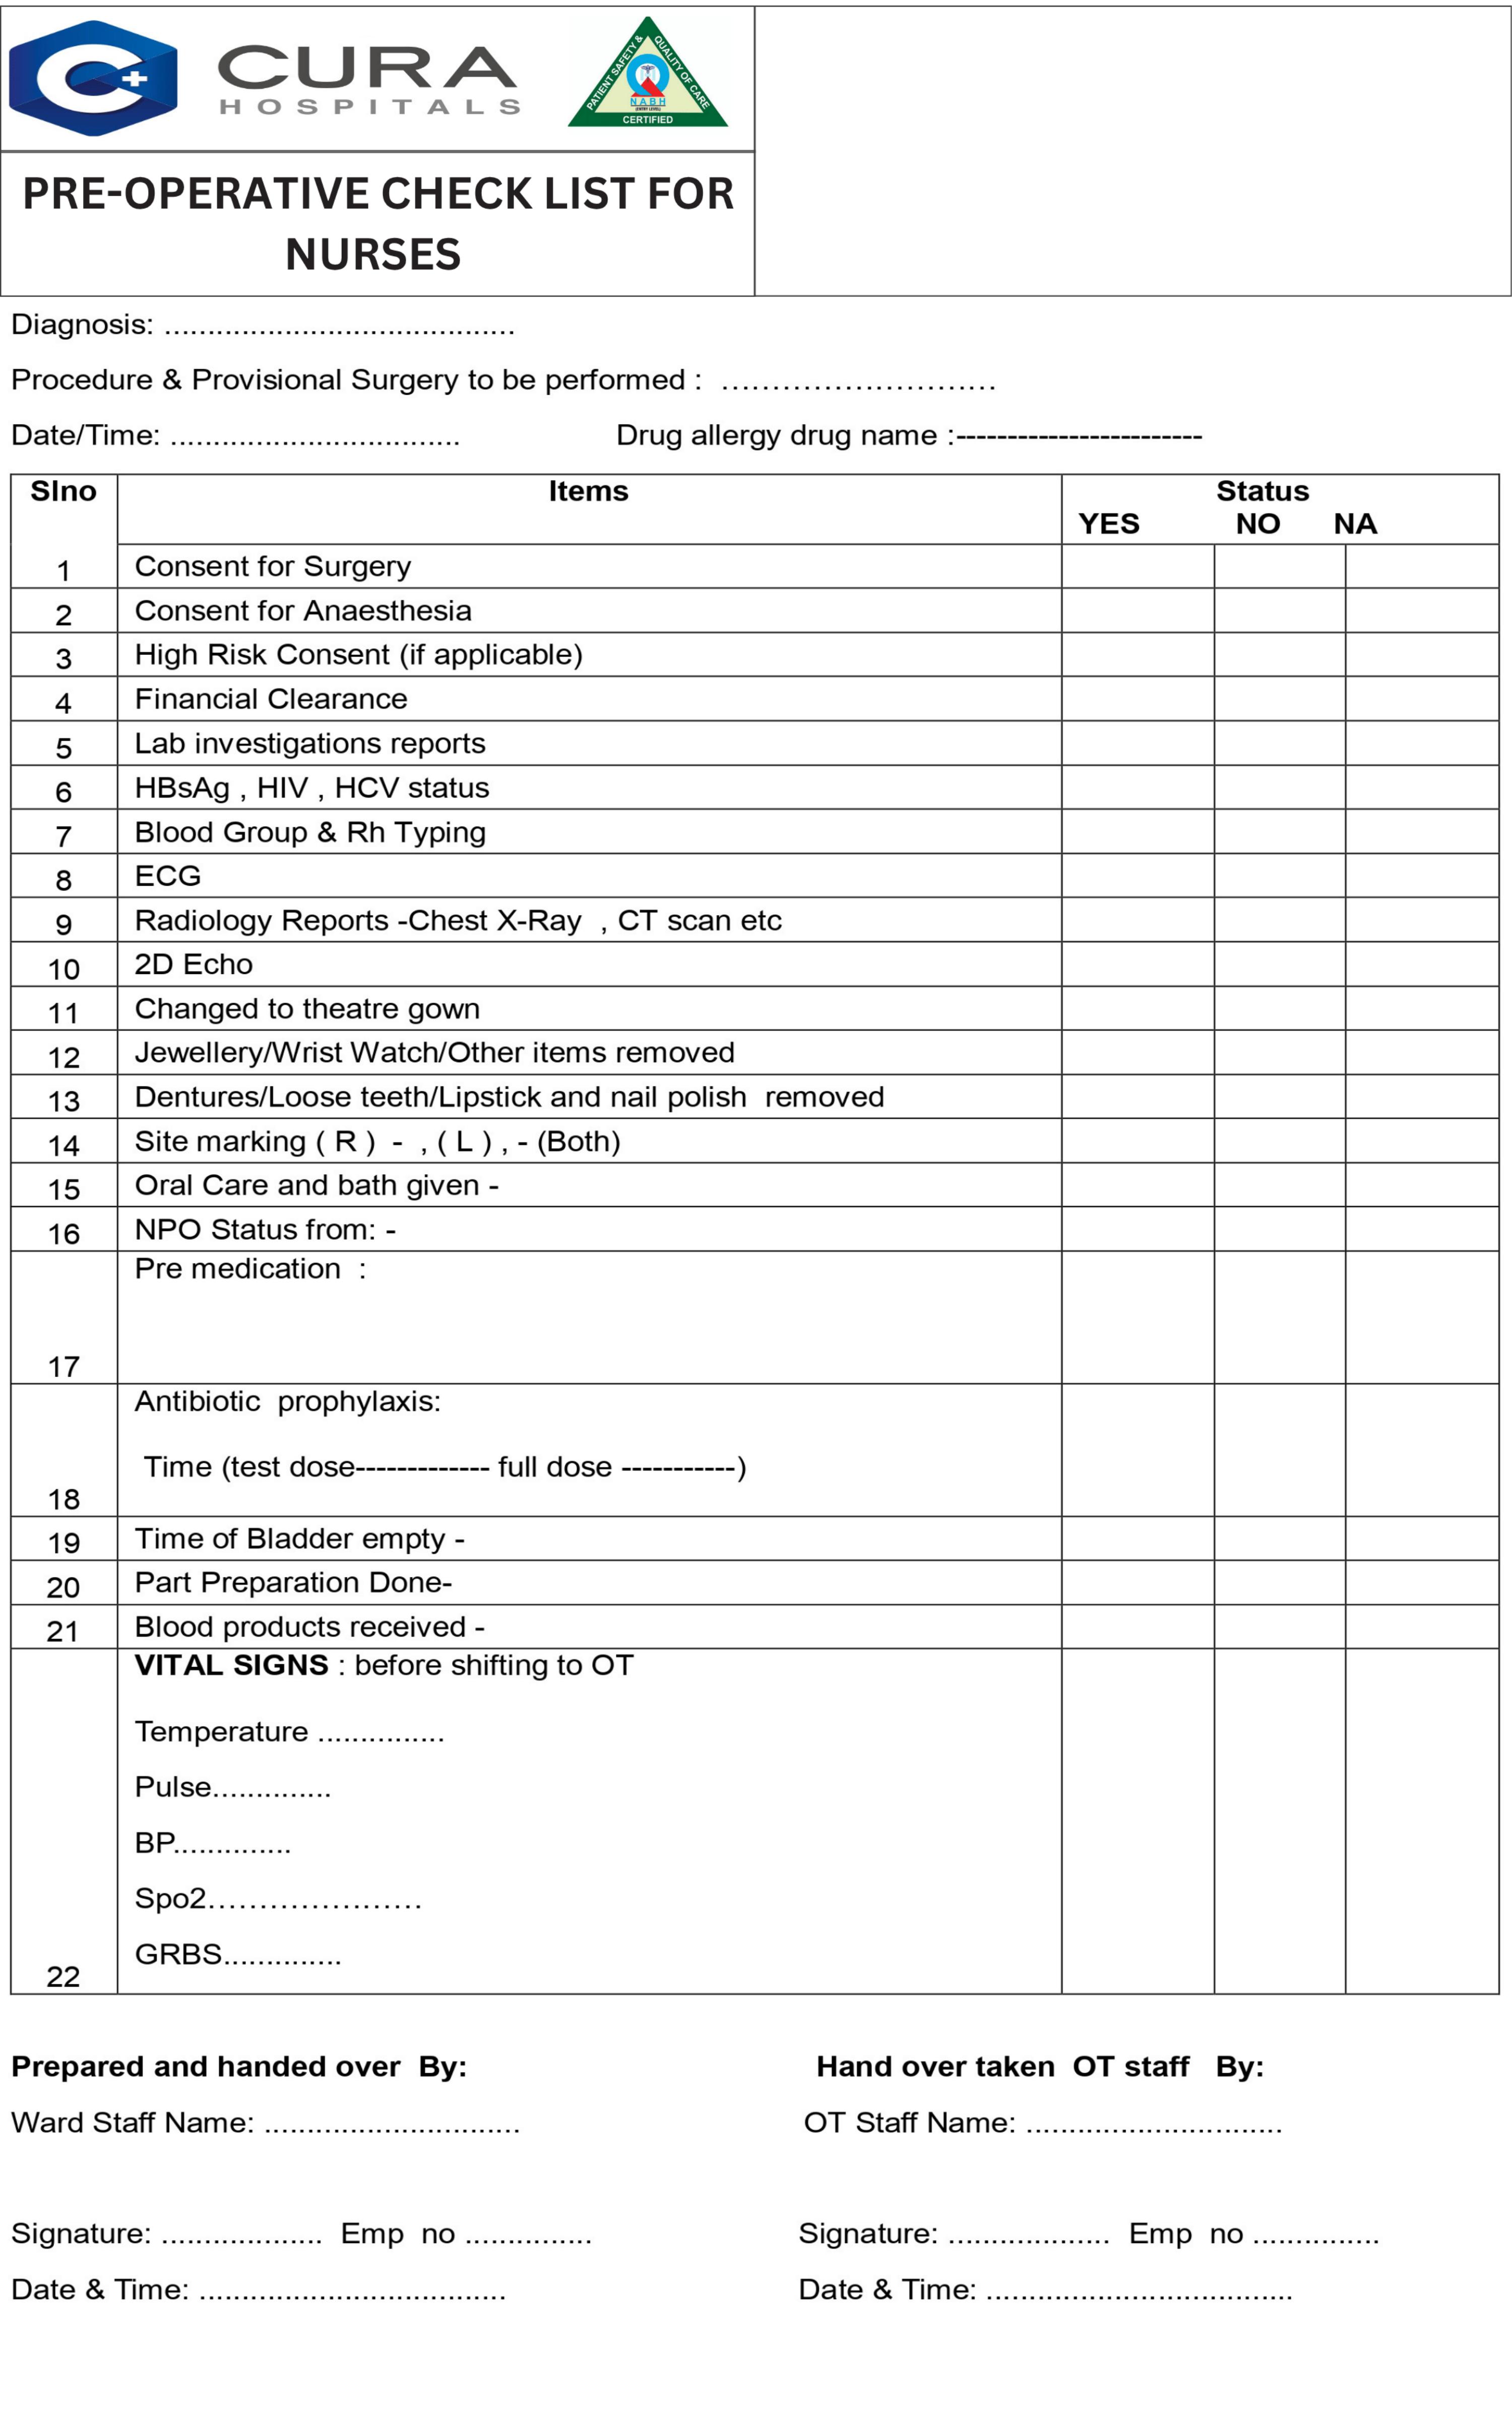 CURA
HOSPITALS
PATIENT SAFETY & QUALITY OF CARE
NABH
(ENTRY LEVEL)
CERTIFIED
PRE-OPERATIVE CHECK LIST FOR
NURSES
Diagnosis: .........................................
Procedure & Provisional Surgery to be performed : ...........................
Date/Time: .................................. Drug allergy drug name :------------------------
Slno Items Status
YES NO NA
1 Consent for Surgery
2 Consent for Anaesthesia
3 High Risk Consent (if applicable)
4 Financial Clearance
5 Lab investigations reports
6 HBsAg , HIV , HCV status
7 Blood Group & Rh Typing
8 ECG
9 Radiology Reports -Chest X-Ray , CT scan etc
10 2D Echo
11 Changed to theatre gown
12 Jewellery/Wrist Watch/Other items removed
13 Dentures/Loose teeth/Lipstick and nail polish removed
14 Site marking ( R ) - , ( L ) , - (Both)
15 Oral Care and bath given -
16 NPO Status from: -
Pre medication :
17
Antibiotic prophylaxis:
Time (test dose------------- full dose -----------)
18
19 Time of Bladder empty -
20 Part Preparation Done-
21 Blood products received -
VITAL SIGNS : before shifting to OT
Temperature ...............
Pulse..............
BP..............
Spo2.....................
GRBS..............
22
Prepared and handed over By: Hand over taken OT staff By:
Ward Staff Name: .............................. OT Staff Name: ..............................
Signature: ................... Emp no ............... Signature: ................... Emp no ...............
Date & Time: .................................... Date & Time: ....................................